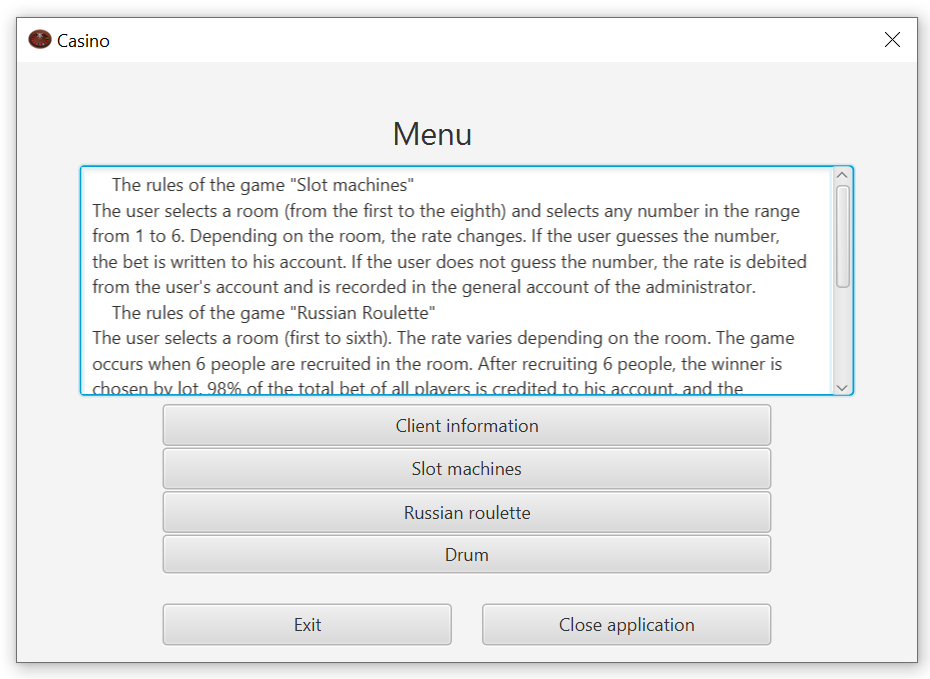 Casino
Menu
The rules of the game "Slot machines"
The user selects a room (from the first to the eighth) and selects any number in the range
from 1 to 6. Depending on the room, the rate changes. If the user guesses the number,
the bet is written to his account. If the user does not guess the number, the rate is debited
from the user's account and is recorded in the general account of the administrator.
The rules of the game "Russian Roulette"
The user selects a room (first to sixth). The rate varies depending on the room. The game
occurs when 6 people are recruited in the room. After recruiting 6 people, the winner is
chosen by lot. 98% of the total bet of all players is credited to his account, and the
Client information
Slot machines
Russian roulette
Drum
Exit
Close application